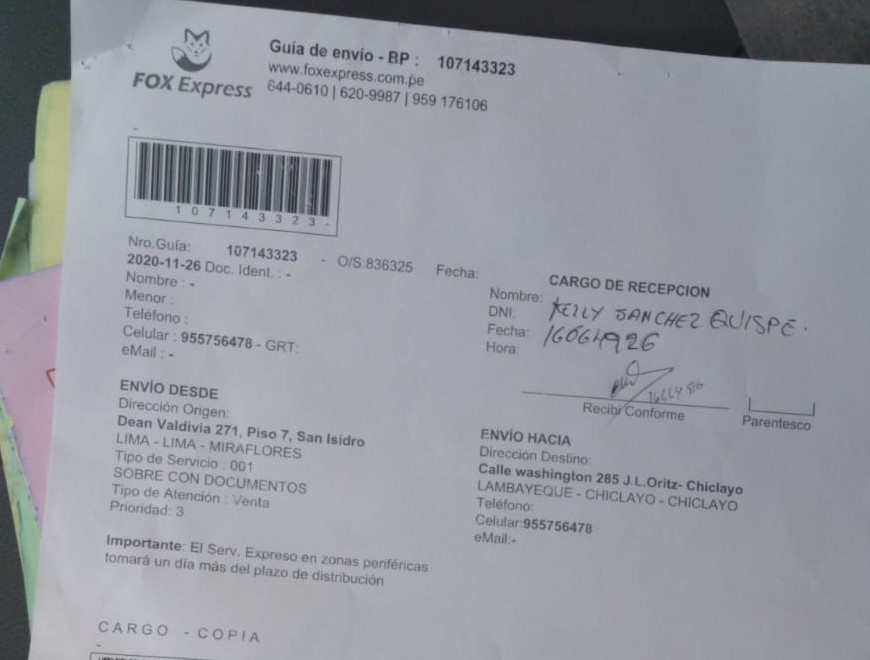 FOX Express
Guía de envío - BP : 107143323
www.foxexpress.com.pe
644-0610 | 620-9987 | 959 176106
107143323-
Nro.Guía: 107143323 - O/S:836325 Fecha:
2020-11-26 Doc. Ident. : -
Nombre : -
Menor :
Teléfono :
Celular : 955756478 - GRT:
eMail : -
CARGO DE RECEPCION
Nombre: KELLY SANCHEZ QUISPE.
DNI: 16064926
Fecha:
Hora:
Recibi Conforme
Parentesco
ENVÍO DESDE
Dirección Origen:
Dean Valdivia 271, Piso 7, San Isidro
LIMA - LIMA - MIRAFLORES
Tipo de Servicio : 001
SOBRE CON DOCUMENTOS
Tipo de Atención : Venta
Prioridad: 3
ENVÍO HACIA
Dirección Destino:
Calle washington 285 J.L.Oritz- Chiclayo
LAMBAYEQUE - CHICLAYO - CHICLAYO
Teléfono:
Celular:955756478
eMail:-
Importante: El Serv. Expreso en zonas periféricas
tomará un día más del plazo de distribución
CARGO - COPIA